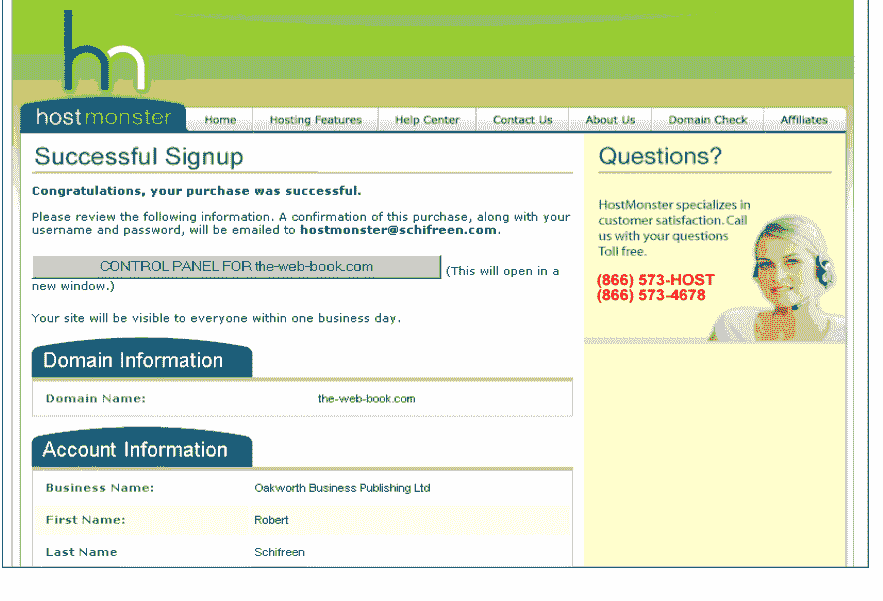 hn
hostmonster
Home Hosting Features Help Center Contact Us About Us Domain Check Affiliates
Successful Signup
Congratulations, your purchase was successful.
Please review the following information. A confirmation of this purchase, along with your
username and password, will be emailed to hostmonster@schifreen.com.
CONTROL PANEL FOR the-web-book.com (This will open in a
new window.)
Your site will be visible to everyone within one business day.
Domain Information
Domain Name: the-web-book.com
Account Information
Business Name: Oakworth Business Publishing Ltd
First Name: Robert
Last Name Schifreen
Questions?
HostMonster specializes in
customer satisfaction. Call
us with your questions
Toll free.
(866) 573-HOST
(866) 573-4678